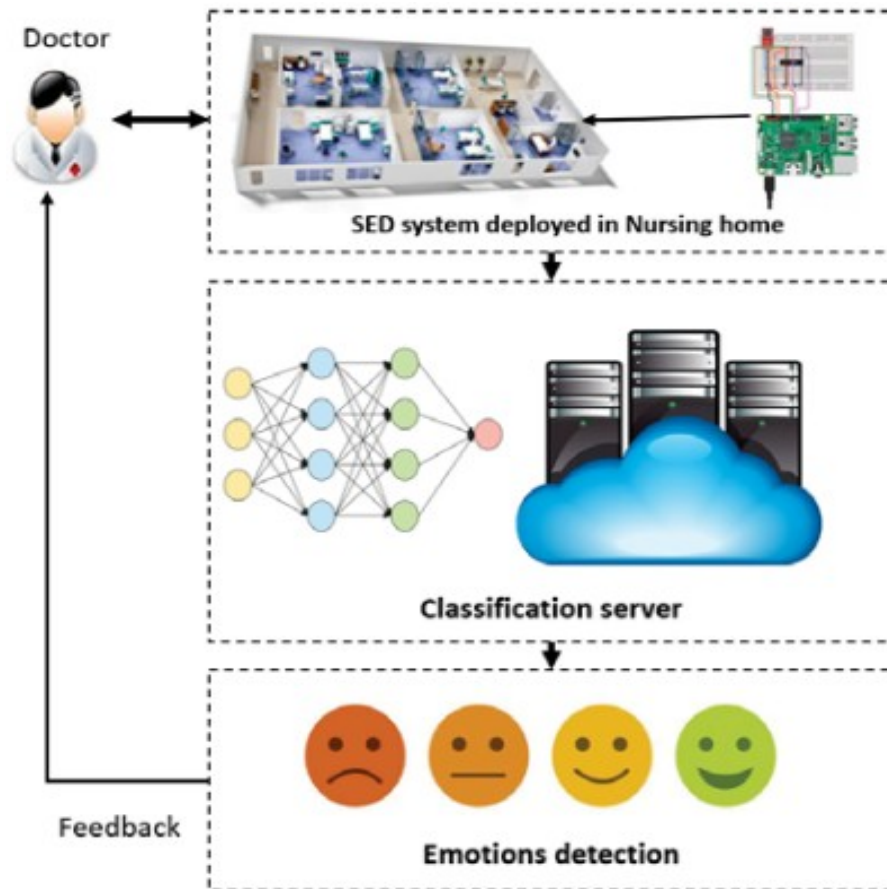 Doctor
SED system deployed in Nursing home
Classification server
Feedback
Emotions detection